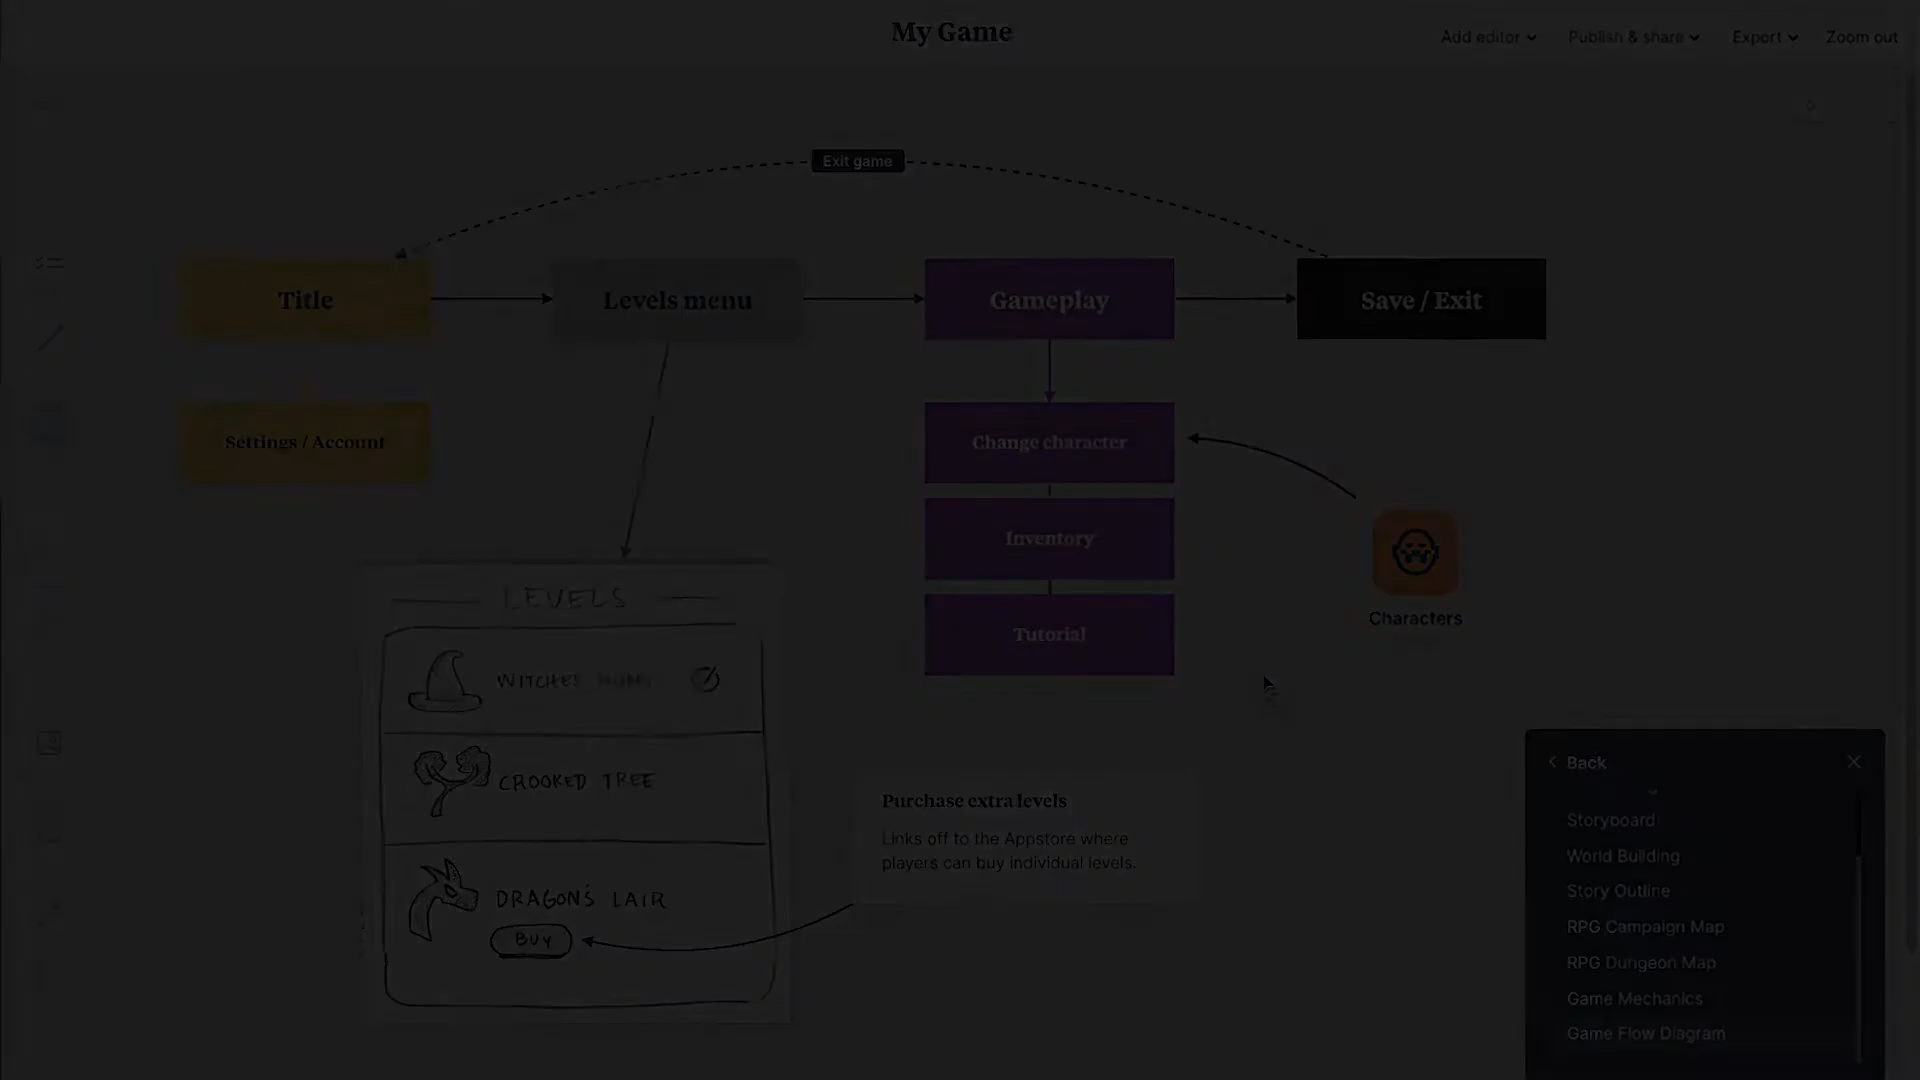 My Game
Add editor
Publish & share
Export
Zoom out
Exit game
Title
Levels menu
Gameplay
Save / Exit
Settings / Account
Change character
Inventory
Tutorial
Characters
LEVELS
WITCHES
CROOKED TREE
DRAGON'S LAIR
BUY
Purchase extra levels
Links off to the Appstore where
players can buy individual levels.
Back
Storyboard
World Building
Story Outline
RPG Campaign Map
RPG Dungeon Map
Game Mechanics
Game Flow Diagram